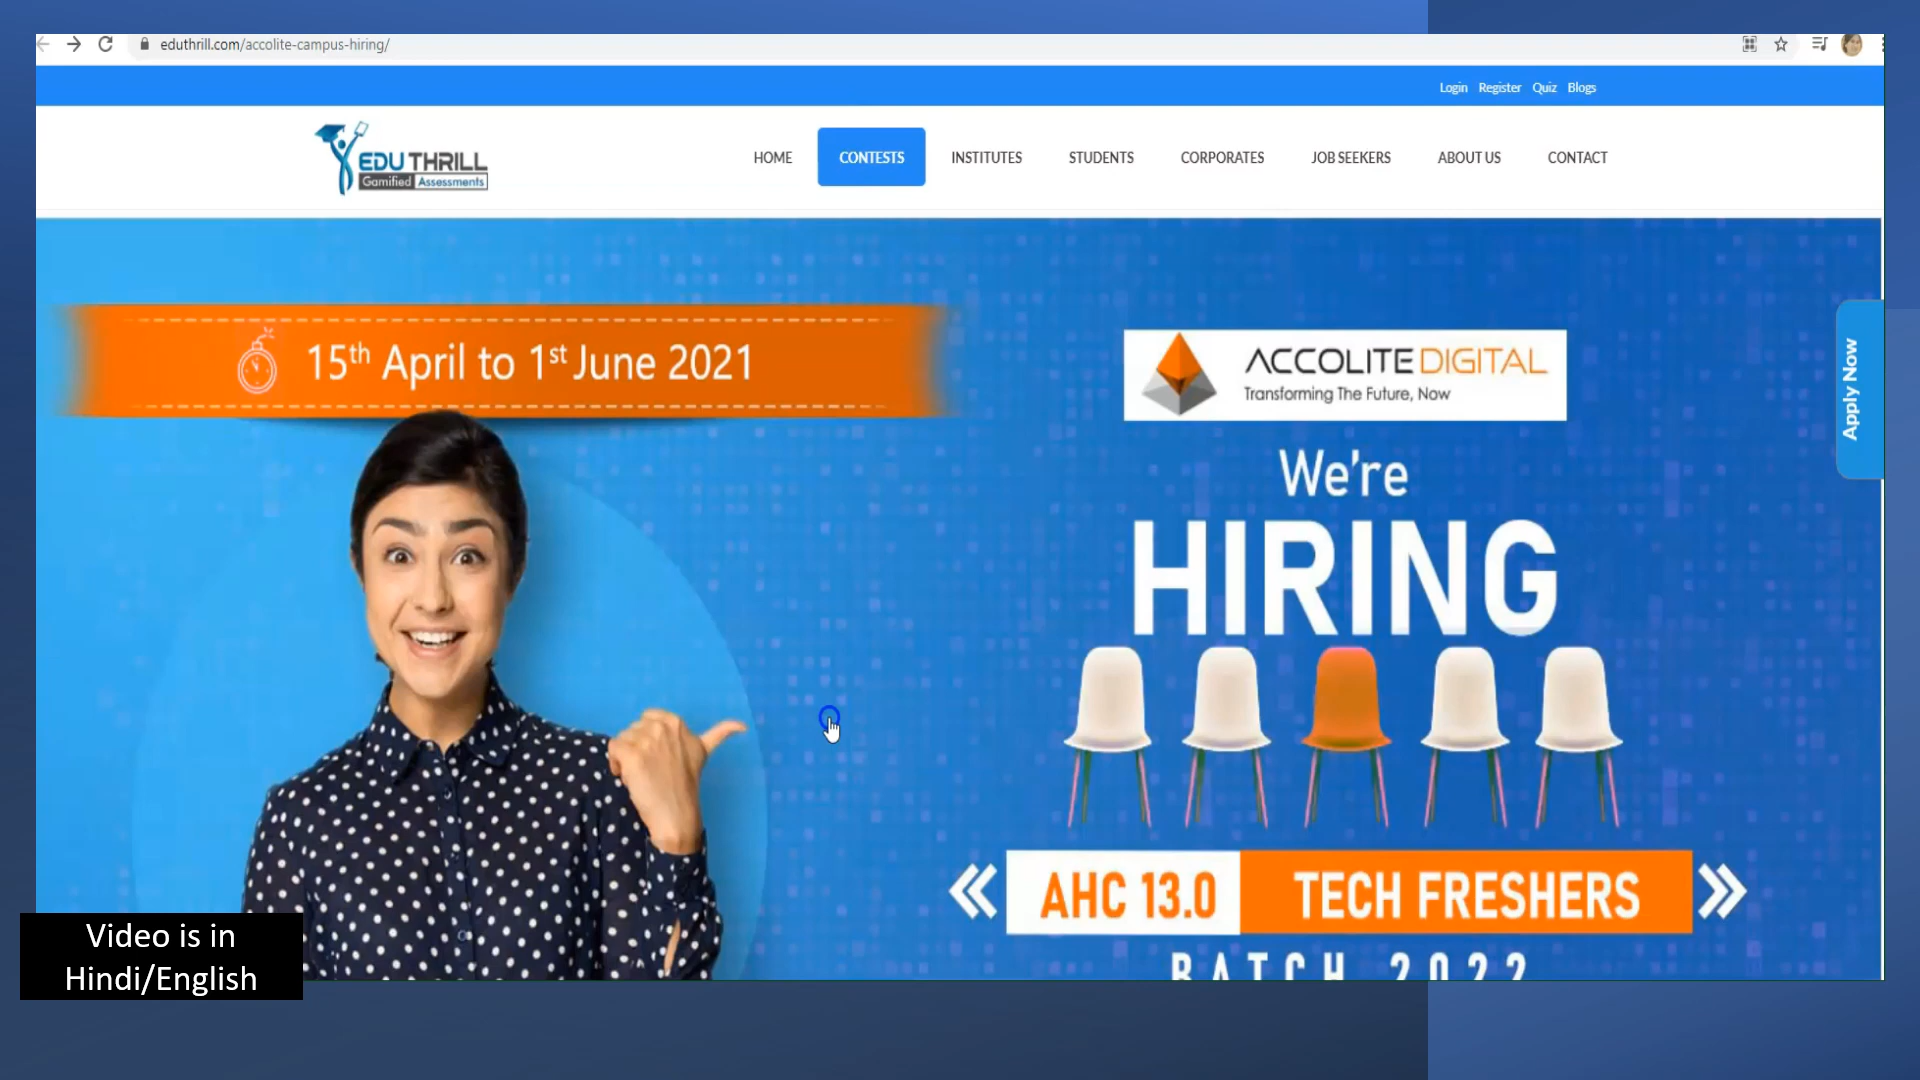 eduthrill.com/accolite-campus-hiring/
Login Register Quiz Blogs
EDU THRILL
Gamified Assessments
HOME CONTESTS INSTITUTES STUDENTS CORPORATES JOB SEEKERS ABOUT US CONTACT
15th April to 1st June 2021
ACCOLITE DIGITAL
Transforming The Future, Now
Apply Now
We're
HIRING
AHC 13.0 TECH FRESHERS
BATCH 2022
Video is in
Hindi/English